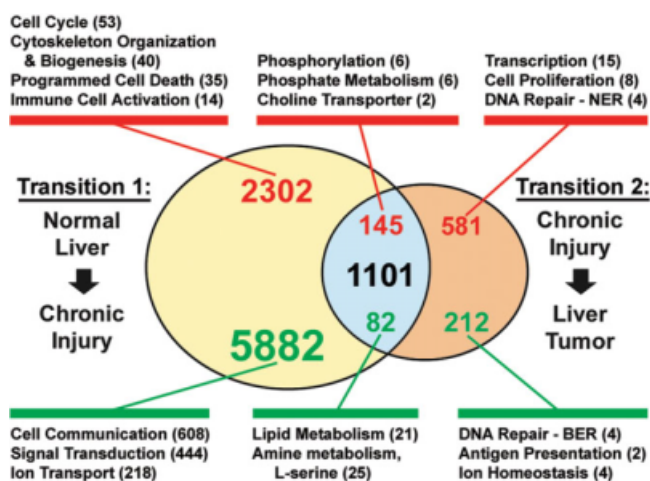 Cell Cycle (53)
Cytoskeleton Organization
& Biogenesis (40)
Programmed Cell Death (35)
Immune Cell Activation (14)
Phosphorylation (6)
Phosphate Metabolism (6)
Choline Transporter (2)
Transcription (15)
Cell Proliferation (8)
DNA Repair - NER (4)
Transition 1:
Normal
Liver
Chronic
Injury
2302
145
581
1101
5882
82
212
Transition 2:
Chronic
Injury
Liver
Tumor
Cell Communication (608)
Signal Transduction (444)
Ion Transport (218)
Lipid Metabolism (21)
Amine metabolism,
L-serine (25)
DNA Repair - BER (4)
Antigen Presentation (2)
Ion Homeostasis (4)